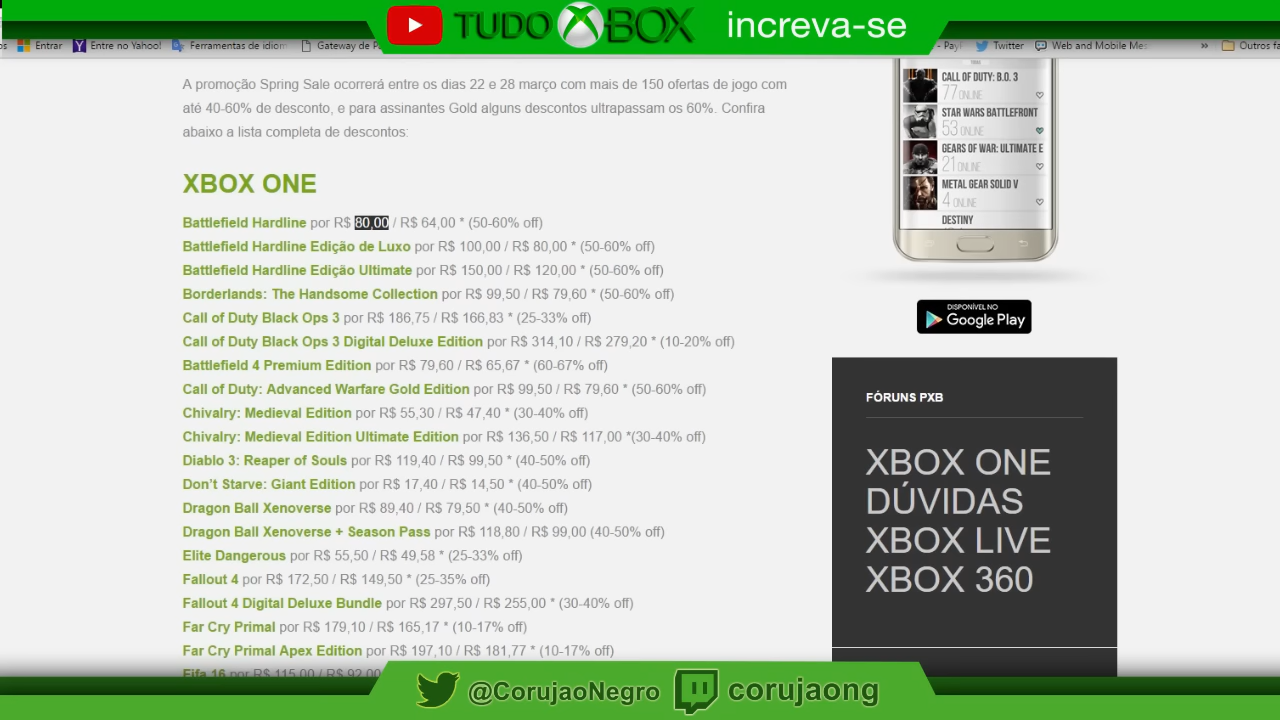 TUDO XBOX increva-se
Entrar Entre no Yahoo! Ferramentas de idiom Gateway de Pa - Payl Twitter Web and Mobile Mes » Outros fa
A promoção Spring Sale ocorrerá entre os dias 22 e 28 março com mais de 150 ofertas de jogo com
até 40-60% de desconto, e para assinantes Gold alguns descontos ultrapassam os 60%. Confira
abaixo a lista completa de descontos:
XBOX ONE
Battlefield Hardline por R$ 80,00 / R$ 64,00 * (50-60% off)
Battlefield Hardline Edição de Luxo por R$ 100,00 / R$ 80,00 * (50-60% off)
Battlefield Hardline Edição Ultimate por R$ 150,00 / R$ 120,00 * (50-60% off)
Borderlands: The Handsome Collection por R$ 99,50 / R$ 79,60 * (50-60% off)
Call of Duty Black Ops 3 por R$ 186,75 / R$ 166,83 * (25-33% off)
Call of Duty Black Ops 3 Digital Deluxe Edition por R$ 314,10 / R$ 279,20 * (10-20% off)
Battlefield 4 Premium Edition por R$ 79,60 / R$ 65,67 * (60-67% off)
Call of Duty: Advanced Warfare Gold Edition por R$ 99,50 / R$ 79,60 * (50-60% off)
Chivalry: Medieval Edition por R$ 55,30 / R$ 47,40 * (30-40% off)
Chivalry: Medieval Edition Ultimate Edition por R$ 136,50 / R$ 117,00 *(30-40% off)
Diablo 3: Reaper of Souls por R$ 119,40 / R$ 99,50 * (40-50% off)
Don't Starve: Giant Edition por R$ 17,40 / R$ 14,50 * (40-50% off)
Dragon Ball Xenoverse por R$ 89,40 / R$ 79,50 * (40-50% off)
Dragon Ball Xenoverse + Season Pass por R$ 118,80 / R$ 99,00 (40-50% off)
Elite Dangerous por R$ 55,50 / R$ 49,58 * (25-33% off)
Fallout 4 por R$ 172,50 / R$ 149,50 * (25-35% off)
Fallout 4 Digital Deluxe Bundle por R$ 297,50 / R$ 255,00 * (30-40% off)
Far Cry Primal por R$ 179,10 / R$ 165,17 * (10-17% off)
Far Cry Primal Apex Edition por R$ 197,10 / R$ 181,77 * (10-17% off)
Fifa 16 por R$ 115,00 / R$ 92,00
CALL OF DUTY: B.O. 3
77 ONLINE
STAR WARS BATTLEFRONT
53 ONLINE
GEARS OF WAR: ULTIMATE E
21 ONLINE
METAL GEAR SOLID V
4 ONLINE
DESTINY
DISPONÍVEL NO
Google Play
FÓRUNS PXB
XBOX ONE
DÚVIDAS
XBOX LIVE
XBOX 360
@CorujaoNegro corujaong